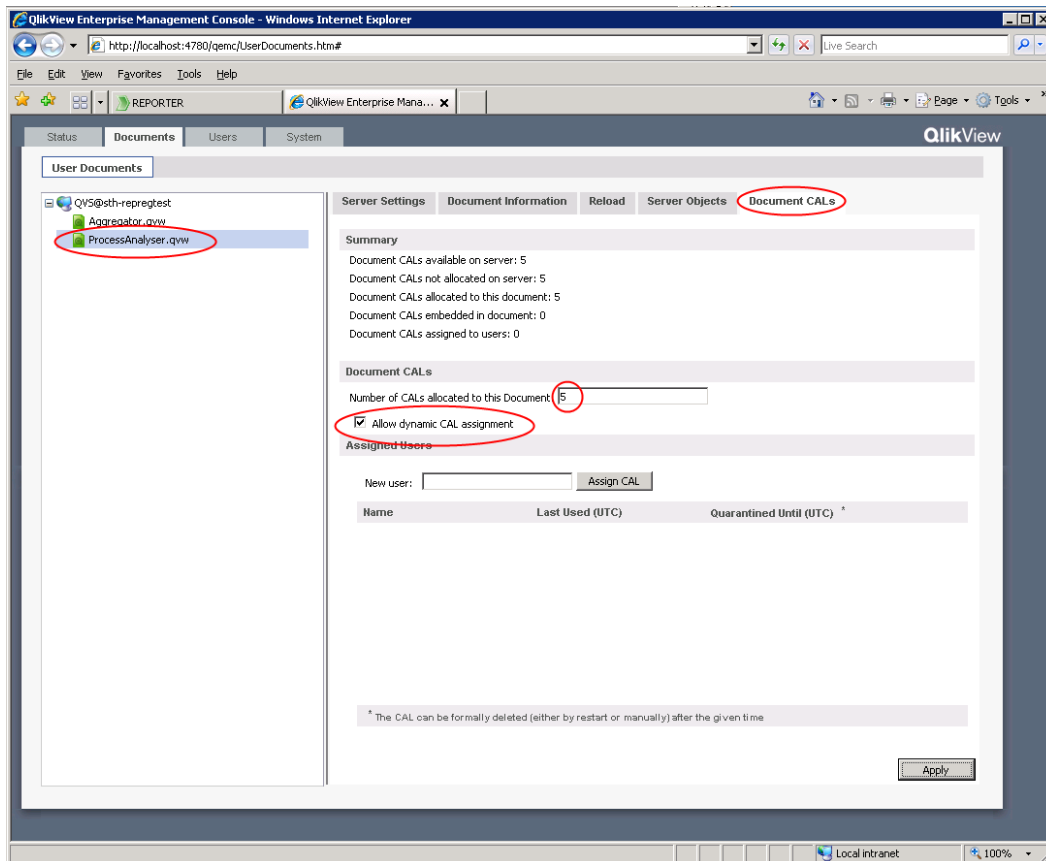 QlikView Enterprise Management Console - Windows Internet Explorer
http://localhost:4780/qemc/UserDocuments.htm#
Live Search
File Edit View Favorites Tools Help
REPORTER
QlikView Enterprise Mana...
Page
Tools
»
Status Documents Users System
QlikView
User Documents
QVS@sth-repregtest
Aggregator.qvw
ProcessAnalyser.qvw
Server Settings Document Information Reload Server Objects Document CALs
Summary
Document CALs available on server: 5
Document CALs not allocated on server: 5
Document CALs allocated to this document: 5
Document CALs embedded in document: 0
Document CALs assigned to users: 0
Document CALs
Number of CALs allocated to this Document 5
Allow dynamic CAL assignment
Assigned Users
New user: Assign CAL
Name Last Used (UTC) Quarantined Until (UTC) *
* The CAL can be formally deleted (either by restart or manually) after the given time
Apply
Local intranet 100%